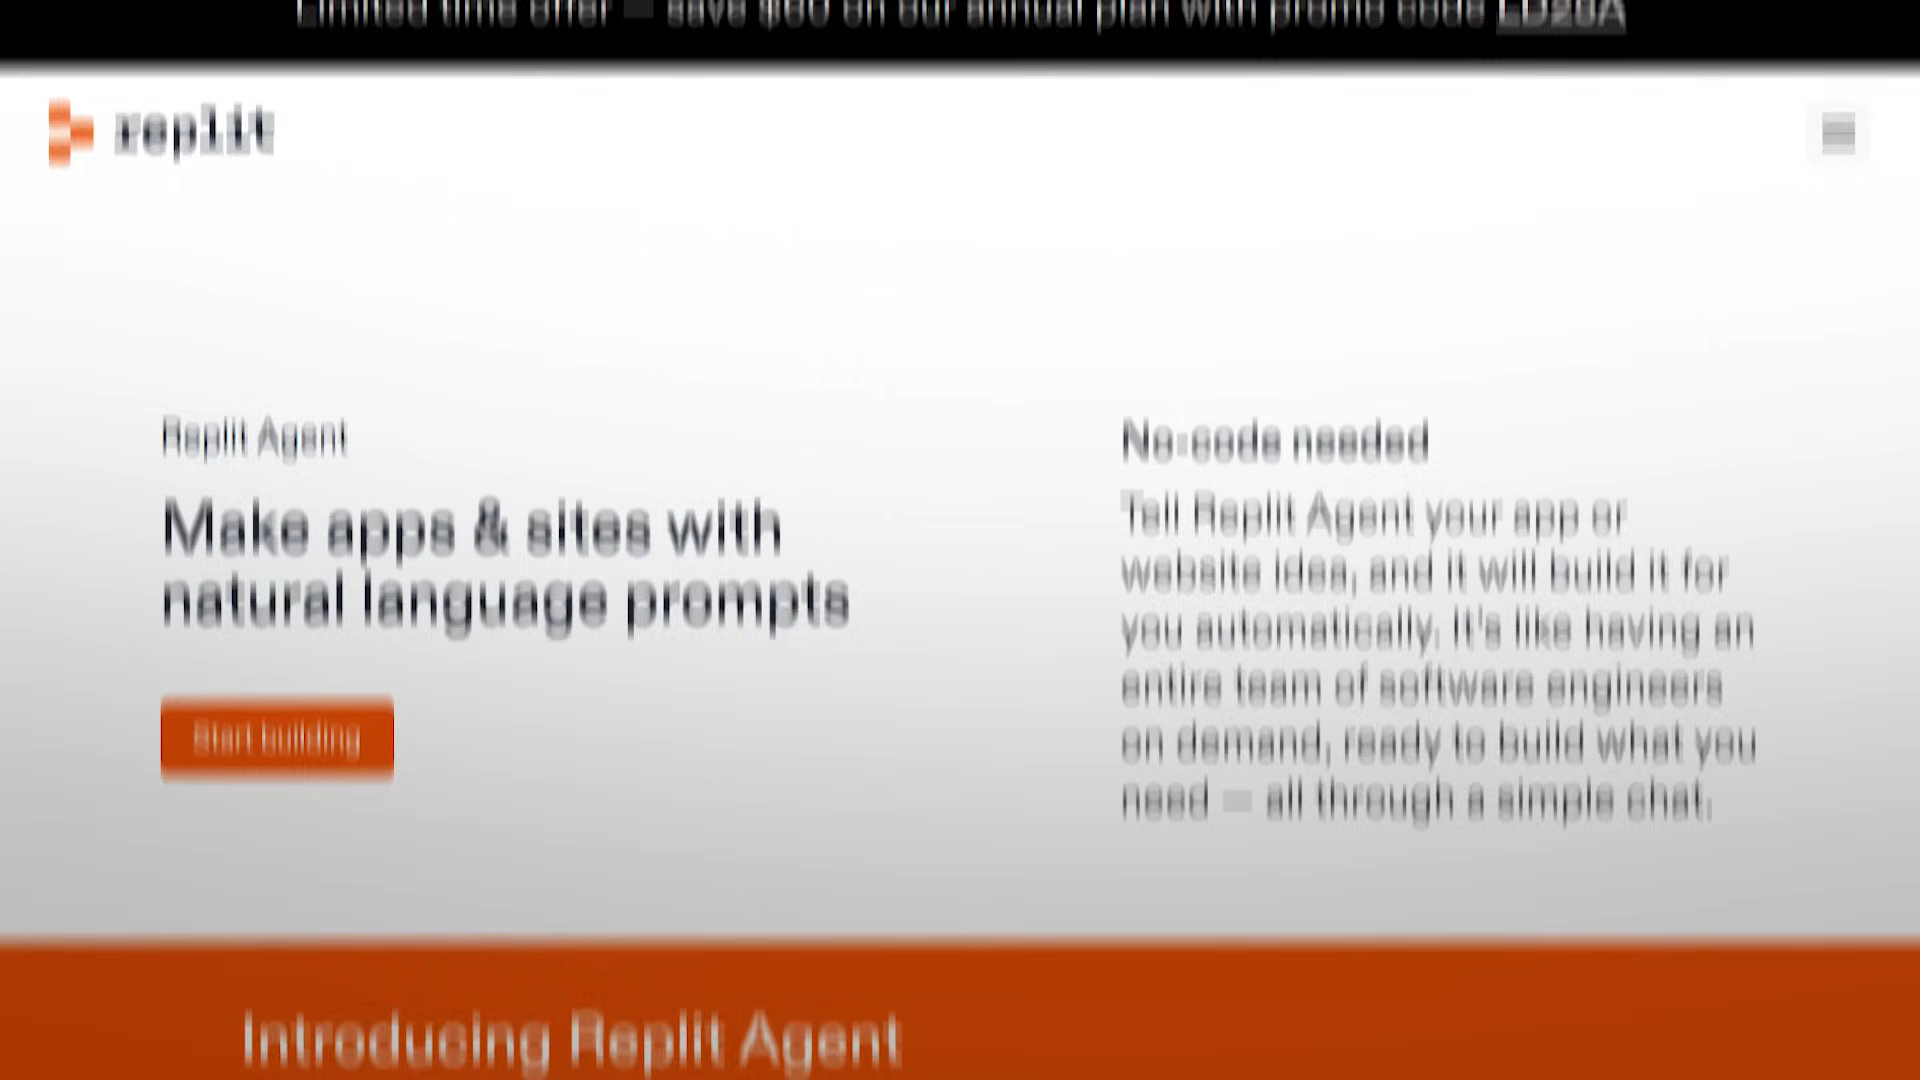 Limited time offer — save $60 on our annual plan with promo code
replit
Replit Agent
Make apps & sites with
natural language prompts
Start building
No-code needed
Tell Replit Agent your app or
website idea, and it will build it for
you automatically. It's like having an
entire team of software engineers
on demand, ready to build what you
need — all through a simple chat.
Introducing Replit Agent